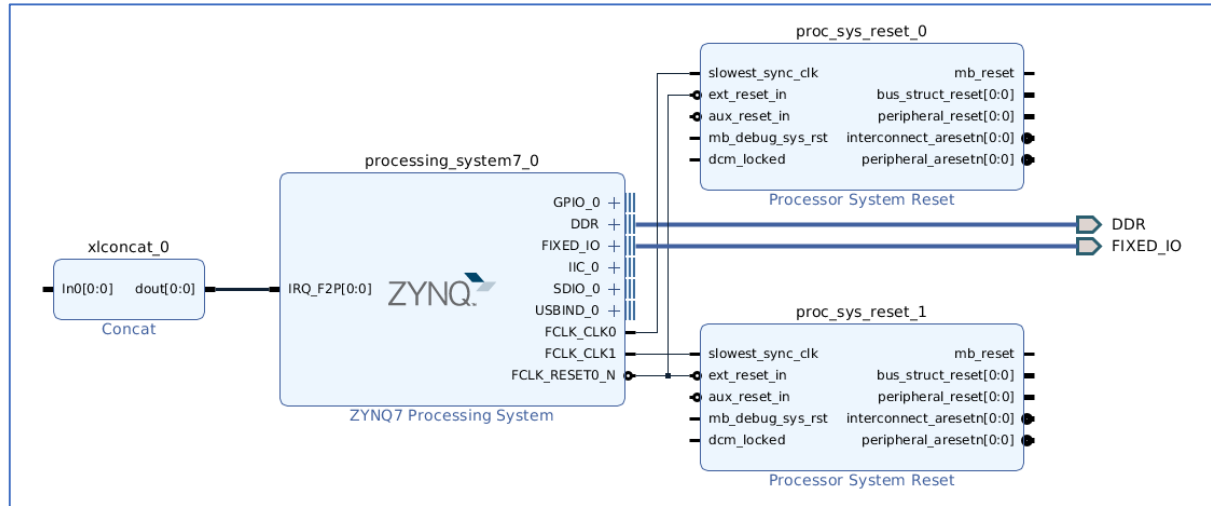 xlconcat_0
In0[0:0] dout[0:0]
Concat
processing_system7_0
GPIO_0
DDR
FIXED_IO
IIC_0
SDIO_0
USBIND_0
FCLK_CLK0
FCLK_CLK1
FCLK_RESET0_N
IRQ_F2P[0:0]
ZYNQ
ZYNQ7 Processing System
proc_sys_reset_0
slowest_sync_clk mb_reset
ext_reset_in bus_struct_reset[0:0]
aux_reset_in peripheral_reset[0:0]
mb_debug_sys_rst interconnect_aresetn[0:0]
dcm_locked peripheral_aresetn[0:0]
Processor System Reset
DDR
FIXED_IO
proc_sys_reset_1
slowest_sync_clk mb_reset
ext_reset_in bus_struct_reset[0:0]
aux_reset_in peripheral_reset[0:0]
mb_debug_sys_rst interconnect_aresetn[0:0]
dcm_locked peripheral_aresetn[0:0]
Processor System Reset